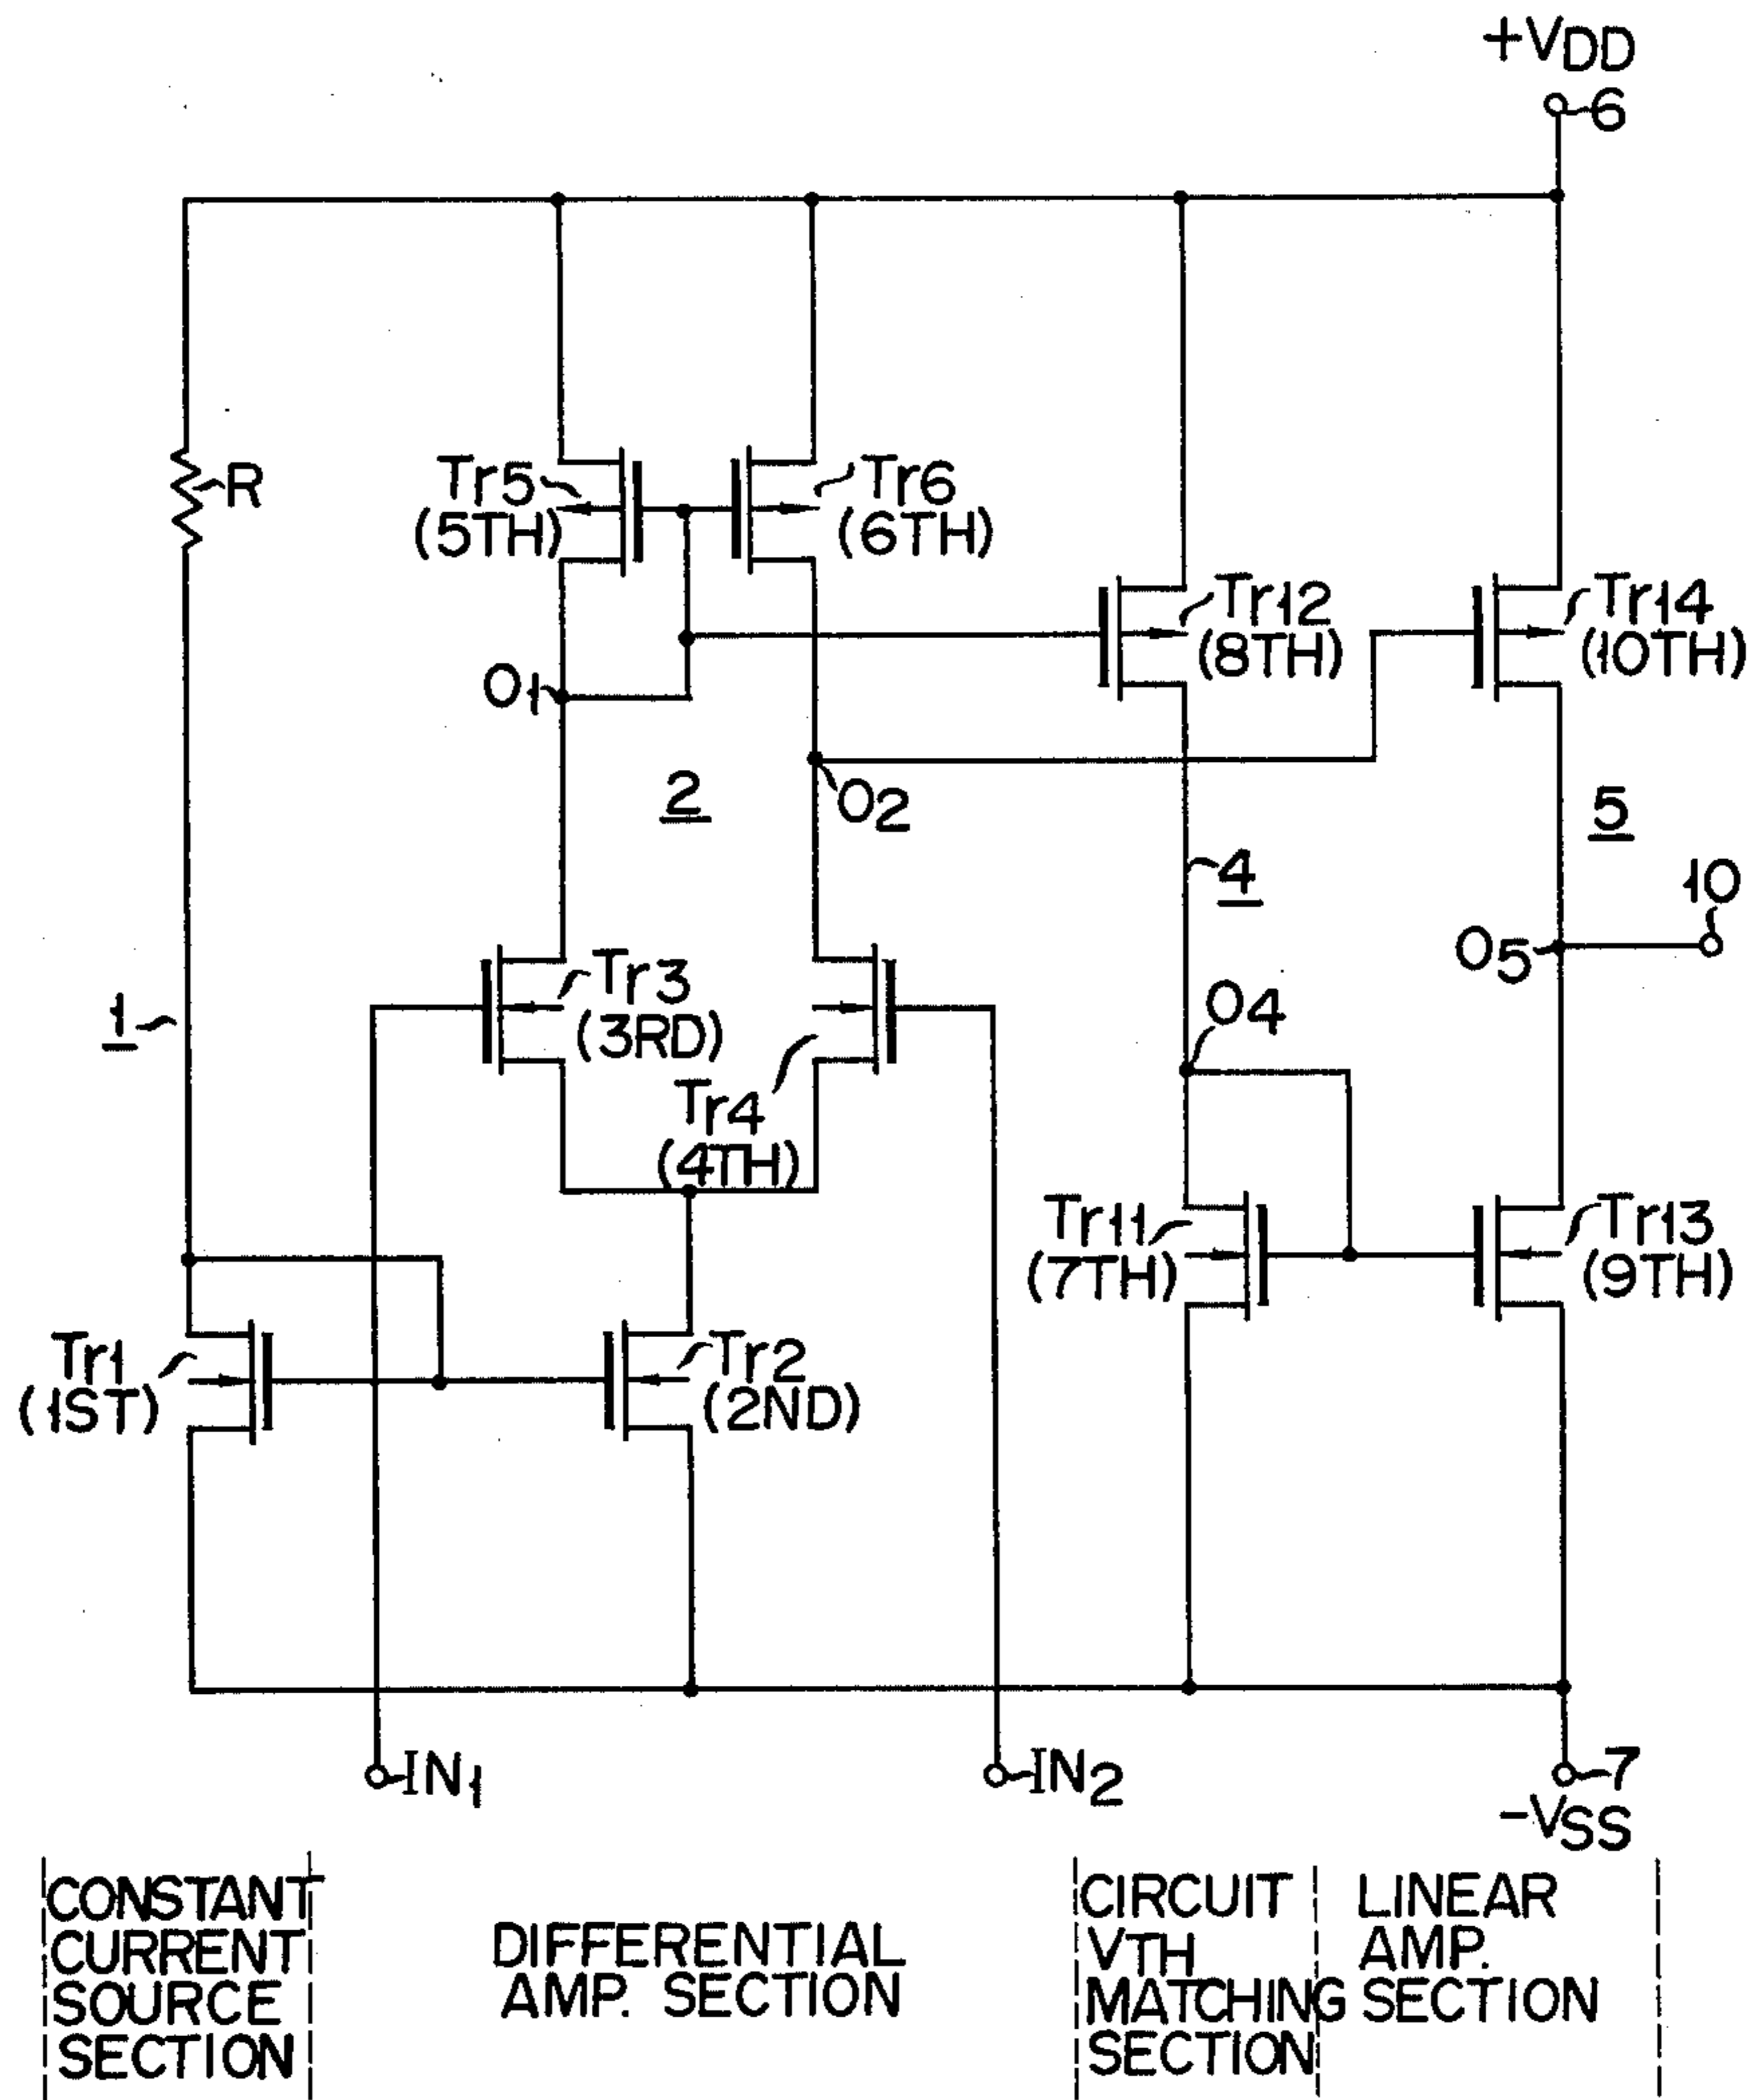 +VDD
6
R
Tr5
(5TH)
Tr6
(6TH)
Tr12
(8TH)
Tr14
(10TH)
O1
2
O2
5
4
10
O5
1
Tr3
(3RD)
O4
Tr4
(4TH)
Tr11
(7TH)
Tr13
(9TH)
Tr1
(1ST)
Tr2
(2ND)
IN1
IN2
7
-VSS
CONSTANT
CURRENT
SOURCE
SECTION
DIFFERENTIAL
AMP. SECTION
CIRCUIT
VTH
MATCHING
SECTION
LINEAR
AMP.
SECTION